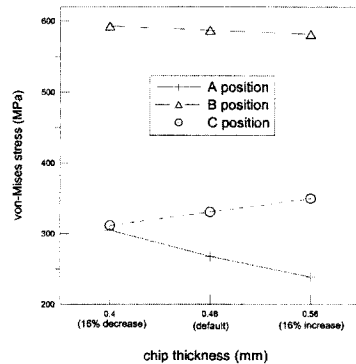 600
500
400
300
200
von-Mises stress (MPa)
A position
B position
C position
0.4
(16% decrease)
0.48
(default)
0.56
(16% increase)
chip thickness (mm)